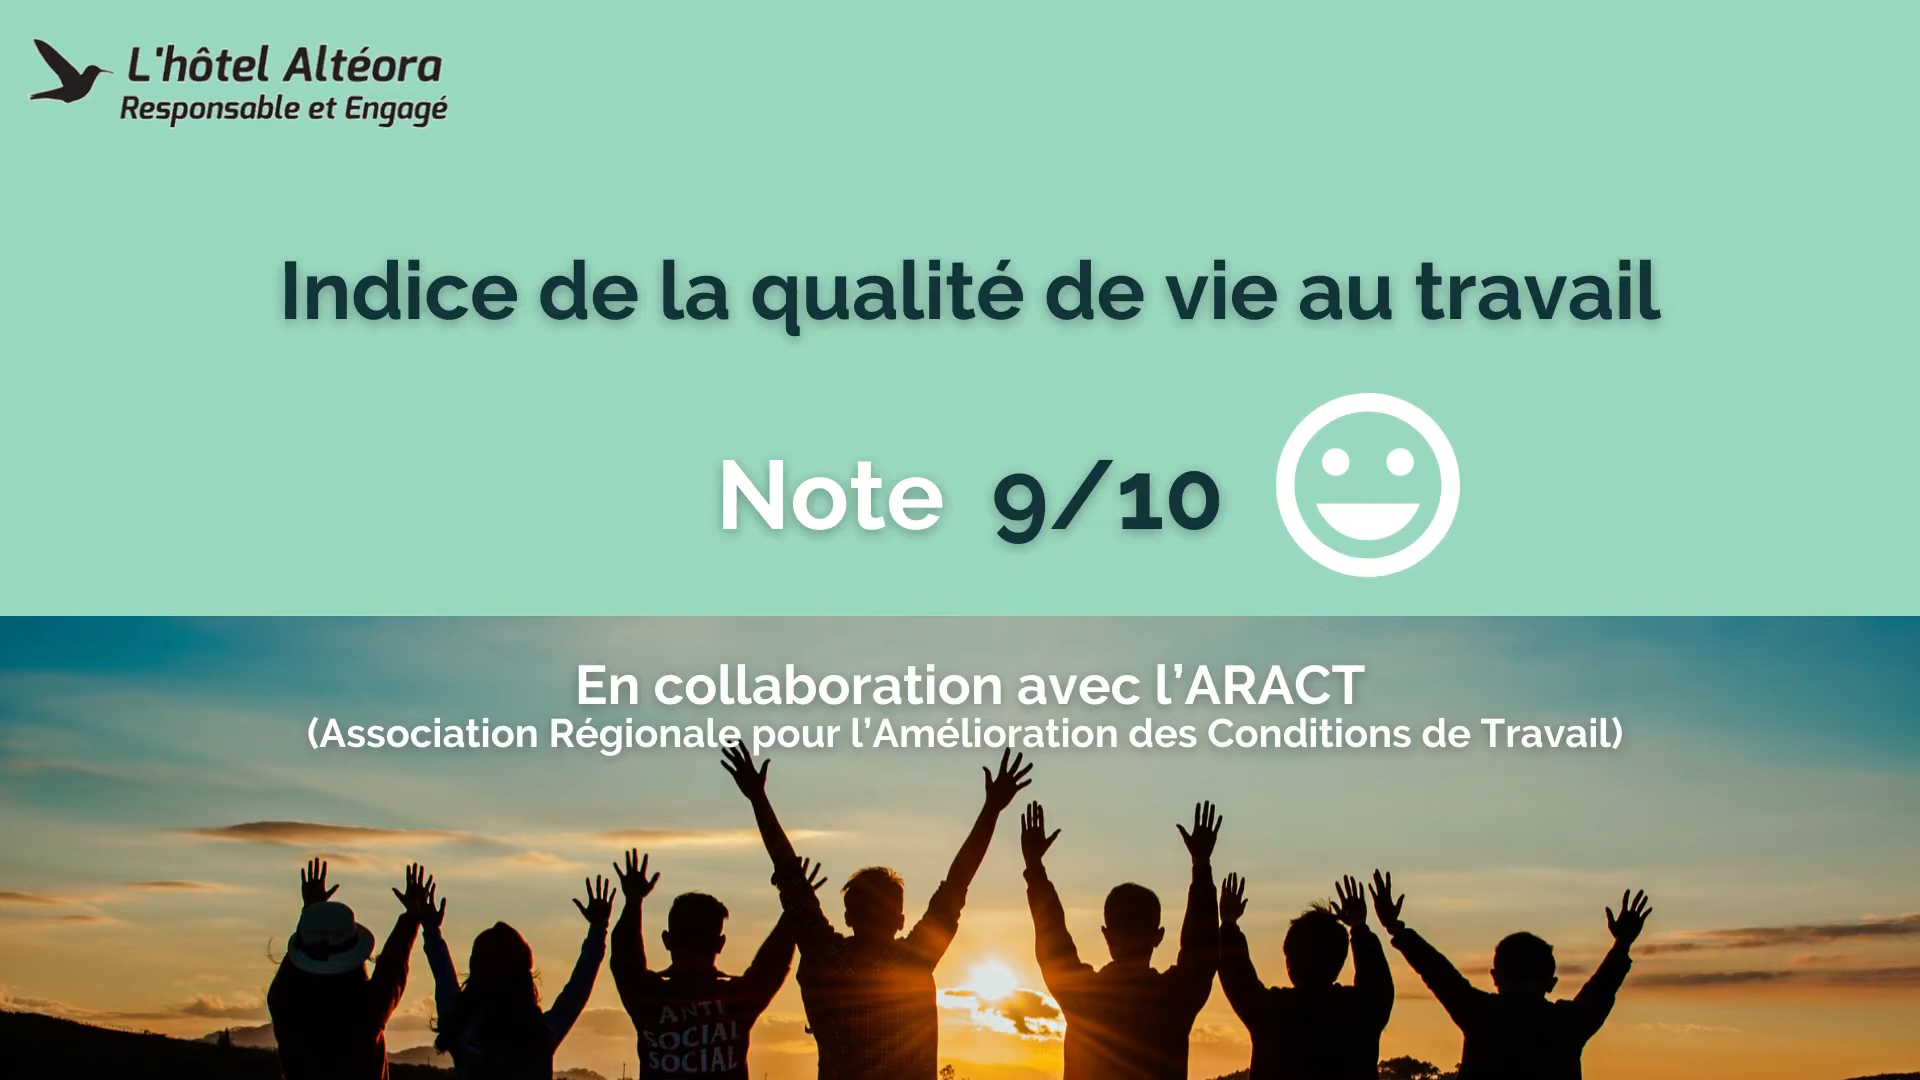 L'hôtel Altéora
Responsable et Engagé
Indice de la qualité de vie au travail
Note 9/10
En collaboration avec l’ARACT
(Association Régionale pour l’Amélioration des Conditions de Travail)
ANTI
SOCIAL
SOCIAL